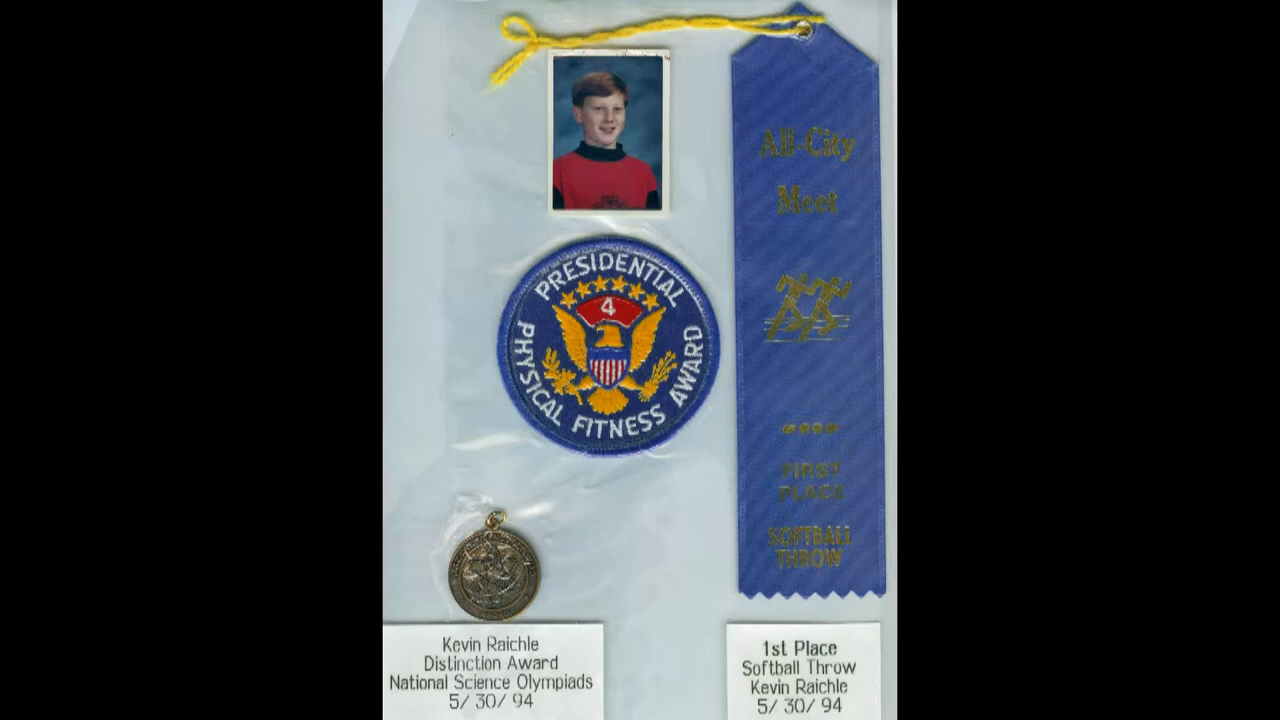 All-City
Meet
PRESIDENTIAL
4
PHYSICAL FITNESS AWARD
FIRST
PLACE
SOFTBALL
THROW
Kevin Raichle
Distinction Award
National Science Olympiads
5/ 30/ 94
1st Place
Softball Throw
Kevin Raichle
5/ 30/ 94